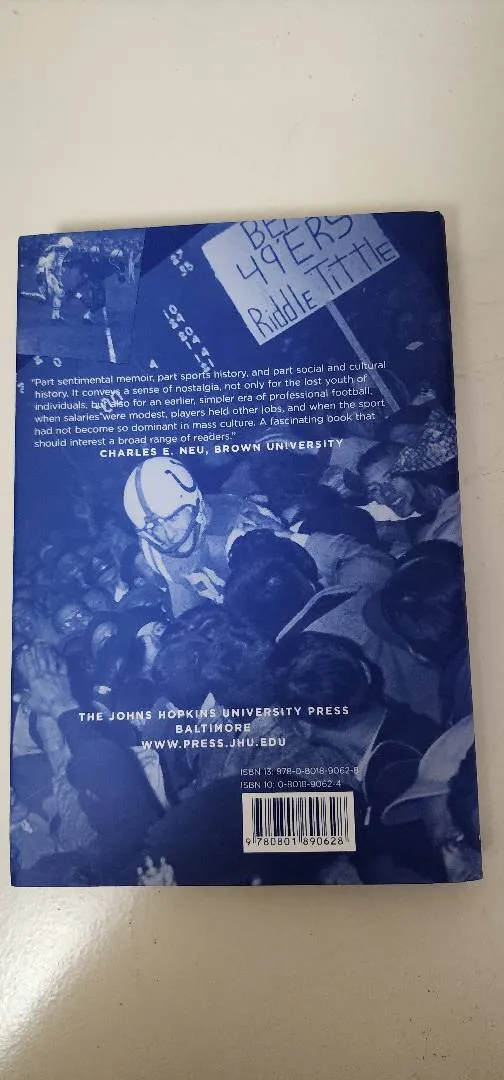 BE
49'ERS
Riddle Tittle
"Part sentimental memoir, part sports history, and part social and cultural
history. It conveys a sense of nostalgia, not only for the lost youth of
individuals, but also for an earlier, simpler era of professional football,
when salaries were modest, players held other jobs, and when the sport
had not become so dominant in mass culture. A fascinating book that
should interest a broad range of readers."
CHARLES E. NEU, BROWN UNIVERSITY
THE JOHNS HOPKINS UNIVERSITY PRESS
BALTIMORE
WWW.PRESS.JHU.EDU
ISBN 13: 978-0-8018-9062-8
ISBN 10: 0-8018-9062-4
9 780801 890628